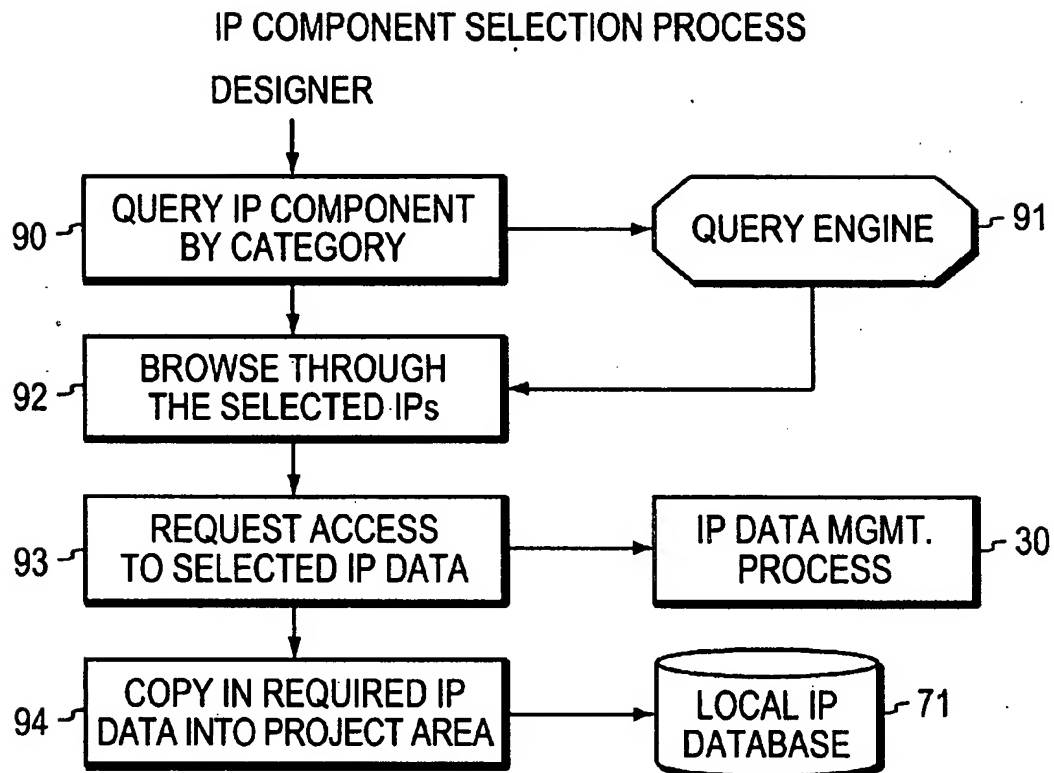 IP COMPONENT SELECTION PROCESS
DESIGNER
90
QUERY IP COMPONENT
BY CATEGORY
QUERY ENGINE
91
92
BROWSE THROUGH
THE SELECTED IPs
93
REQUEST ACCESS
TO SELECTED IP DATA
IP DATA MGMT.
PROCESS
30
94
COPY IN REQUIRED IP
DATA INTO PROJECT AREA
LOCAL IP
DATABASE
71